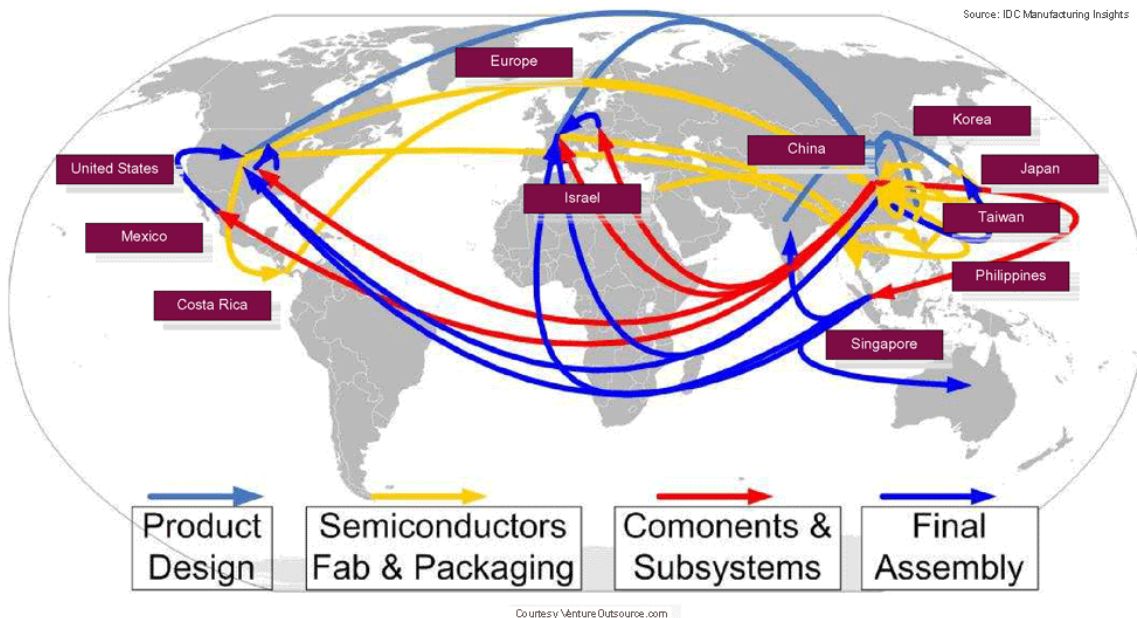 Source: IDC Manufacturing Insights
Europe
Korea
China
United States
Japan
Israel
Taiwan
Mexico
Philippines
Costa Rica
Singapore
Product
Design
Semiconductors
Fab & Packaging
Comonents &
Subsystems
Final
Assembly
Courtesy VentureOutsource.com